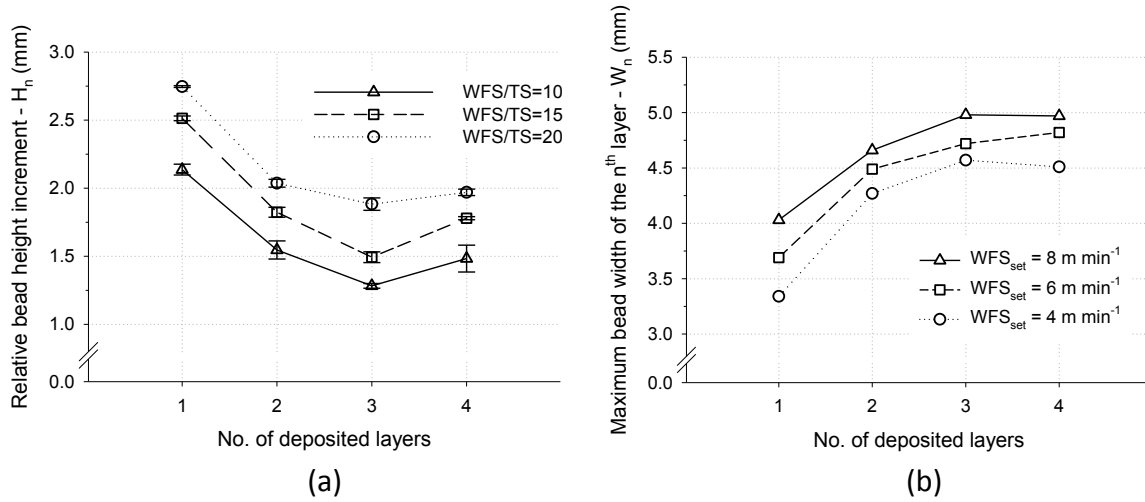 Relative bead height increment - Hn (mm)
3.0
2.5
2.0
1.5
1.0
0.0
WFS/TS=10
WFS/TS=15
WFS/TS=20
1 2 3 4
No. of deposited layers
(a)
Maximum bead width of the nth layer - Wn (mm)
5.5
5.0
4.5
4.0
3.5
3.0
0.0
WFSset = 8 m min-1
WFSset = 6 m min-1
WFSset = 4 m min-1
1 2 3 4
No. of deposited layers
(b)